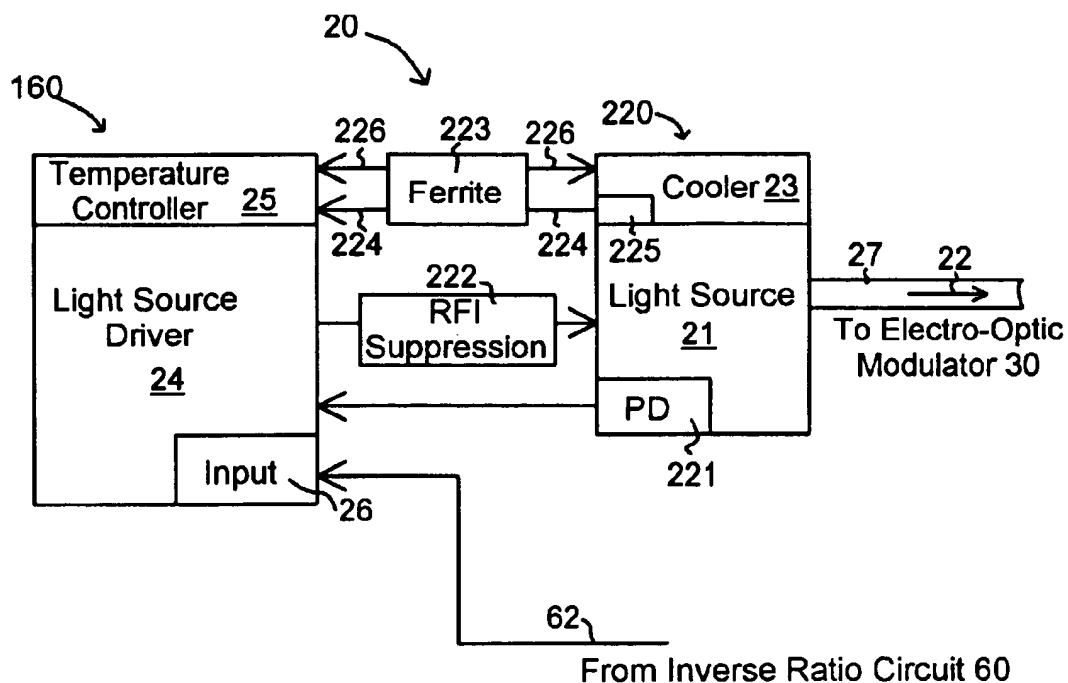 20
160
220
226
223
226
Temperature
Controller 25
Ferrite
Cooler 23
224
224
225
222
27
22
Light Source
Driver
24
RFI
Suppression
Light Source
21
To Electro-Optic
Modulator 30
PD
221
Input
26
62
From Inverse Ratio Circuit 60